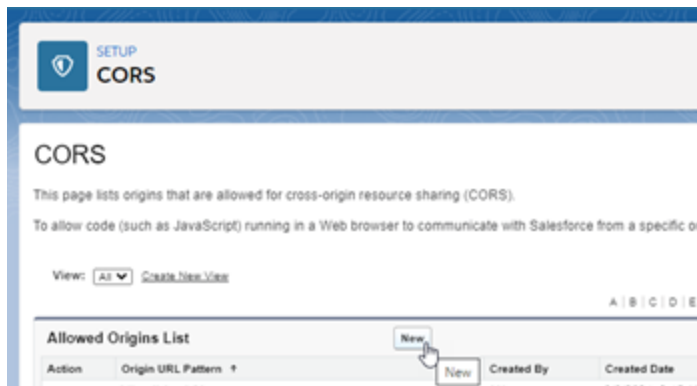 SETUP
CORS
CORS
This page lists origins that are allowed for cross-origin resource sharing (CORS).
To allow code (such as JavaScript) running in a Web browser to communicate with Salesforce from a specific
View: All Create New View
A | B | C | D | E
Allowed Origins List New
New
Action Origin URL Pattern ↑ Created By Created Date